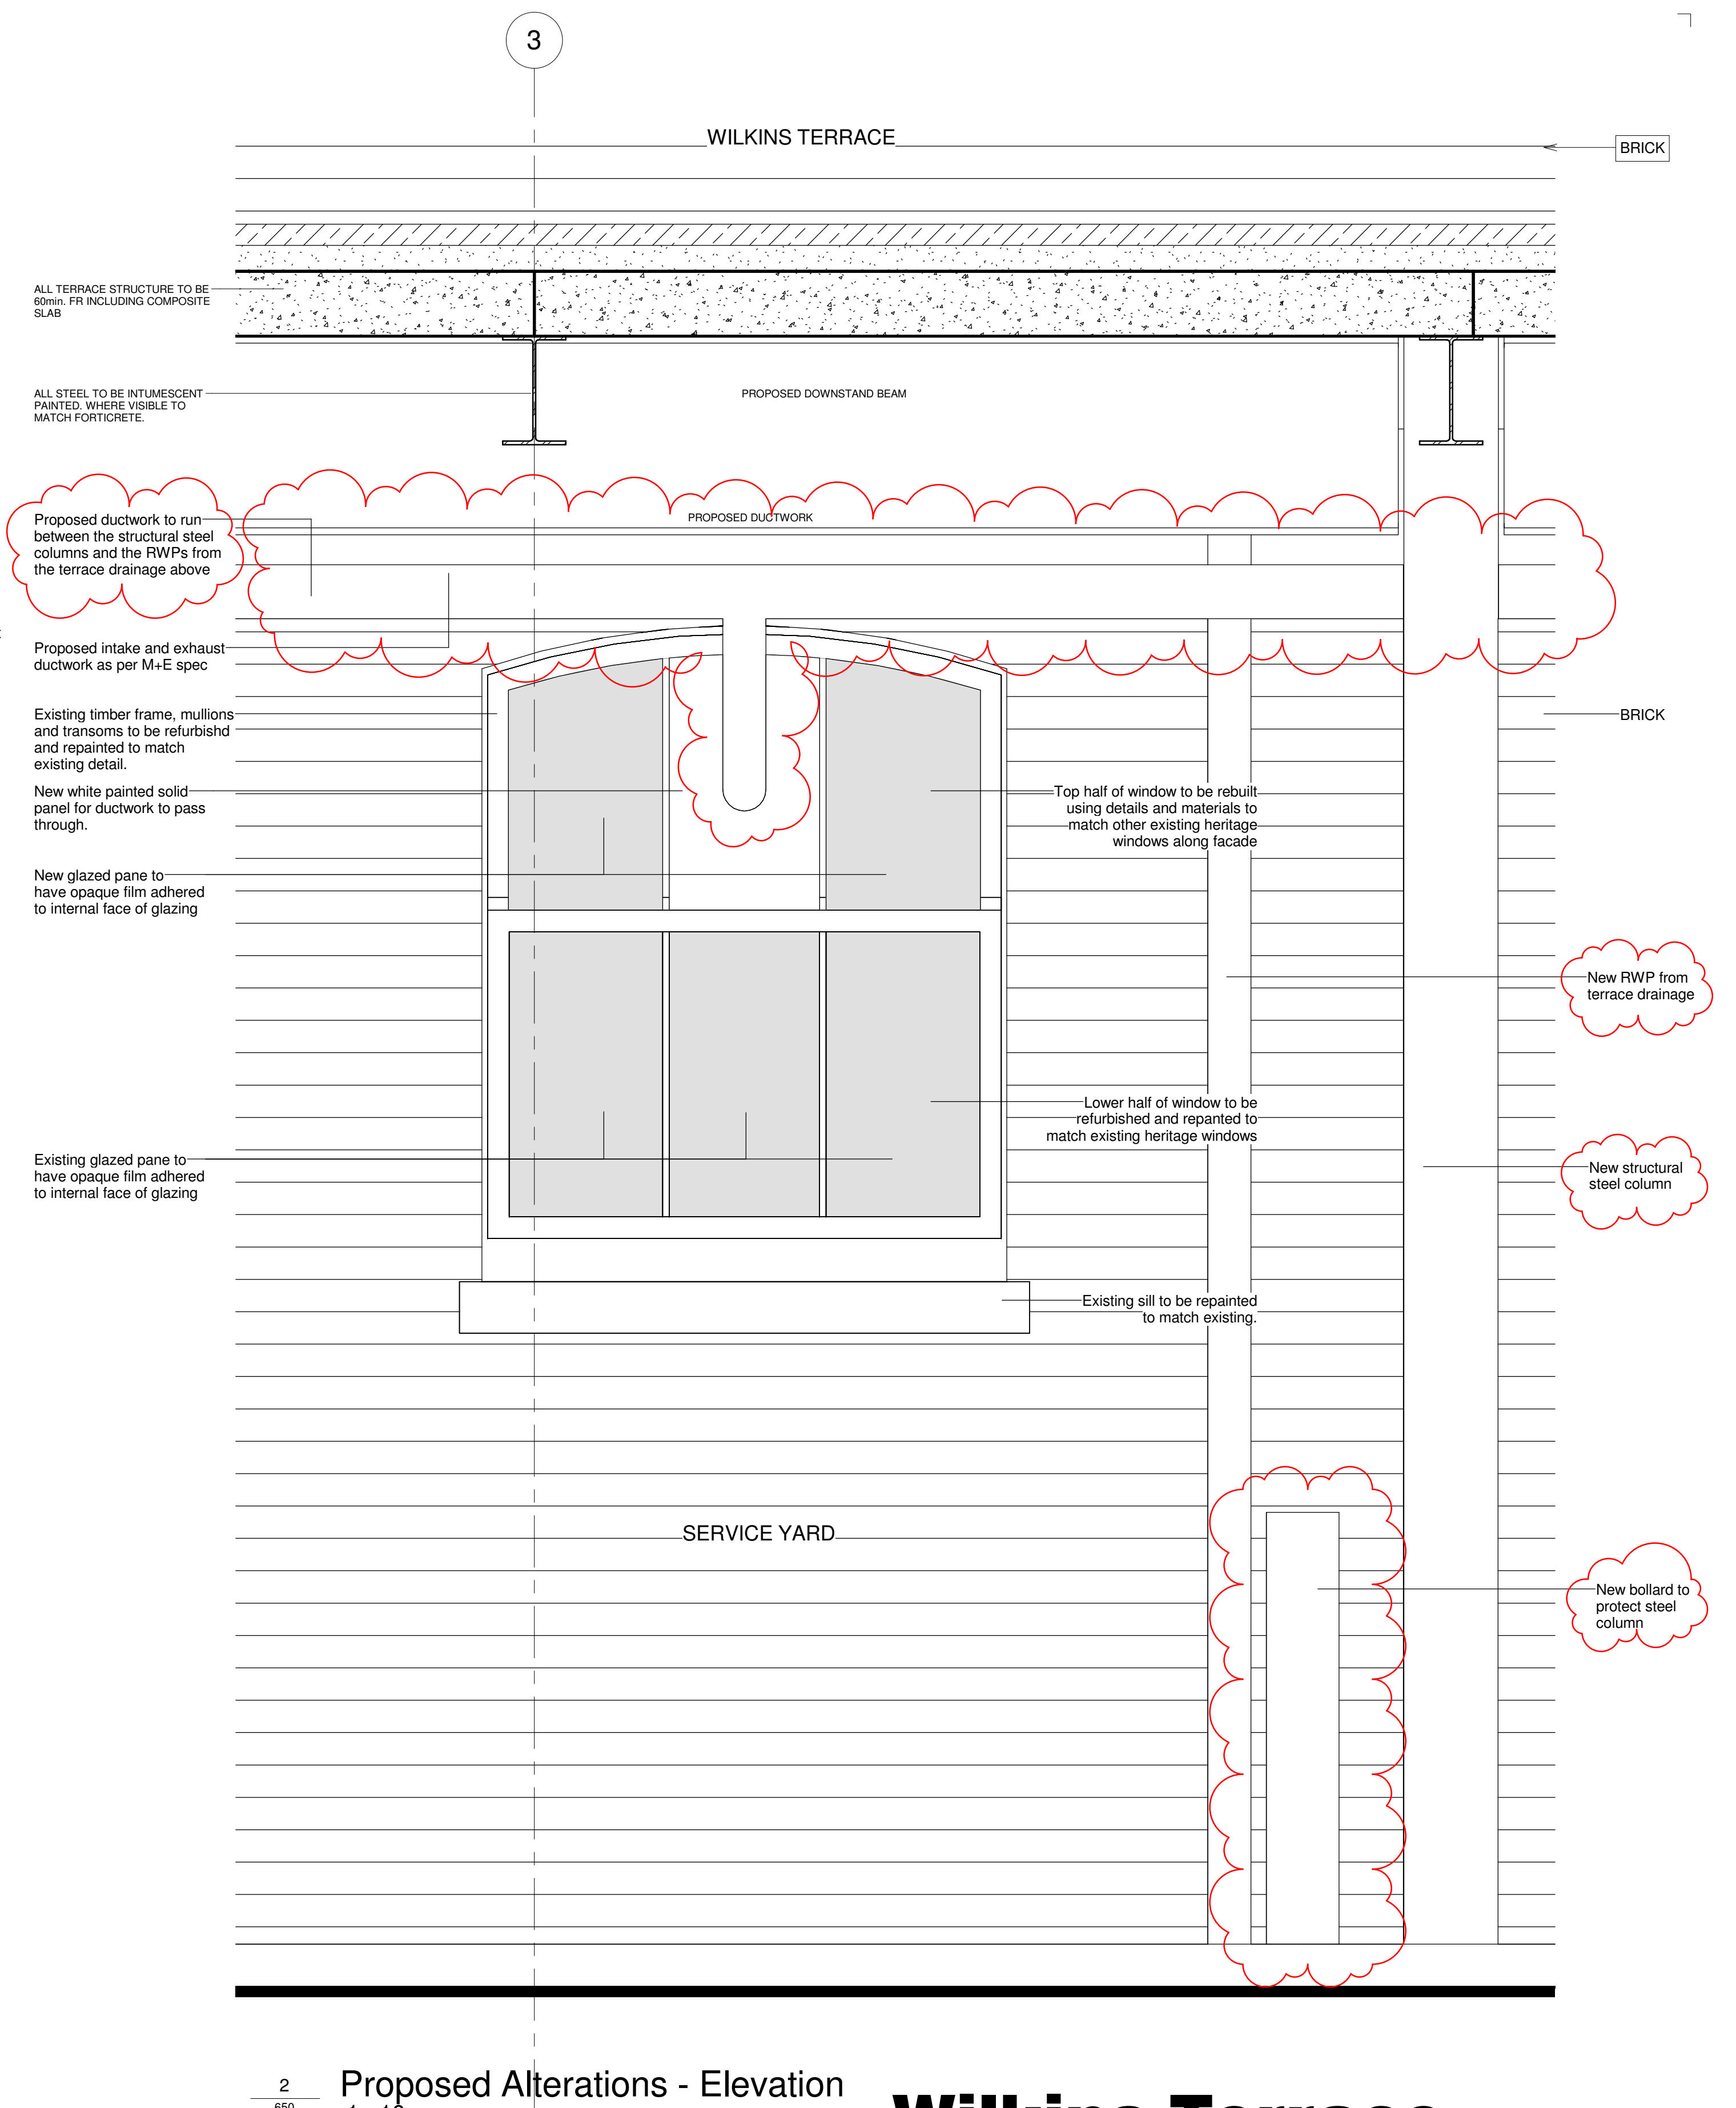 3
WILKINS TERRACE
BRICK
ALL TERRACE STRUCTURE TO BE
60min. FR INCLUDING COMPOSITE
SLAB
ALL STEEL TO BE INTUMESCENT
PAINTED. WHERE VISIBLE TO
MATCH FORTICRETE.
PROPOSED DOWNSTAND BEAM
PROPOSED DUCTWORK
Proposed ductwork to run
between the structural steel
columns and the RWPs from
the terrace drainage above
Proposed intake and exhaust
ductwork as per M+E spec
Existing timber frame, mullions
and transoms to be refurbishd
and repainted to match
existing detail.
BRICK
New white painted solid
panel for ductwork to pass
through.
Top half of window to be rebuilt
using details and materials to
match other existing heritage
windows along facade
New glazed pane to
have opaque film adhered
to internal face of glazing
New RWP from
terrace drainage
Lower half of window to be
refurbished and repanted to
match existing heritage windows
Existing glazed pane to
have opaque film adhered
to internal face of glazing
New structural
steel column
Existing sill to be repainted
to match existing.
SERVICE YARD
New bollard to
protect steel
column
2
650
Proposed Alterations - Elevation
Wilkins Terrace